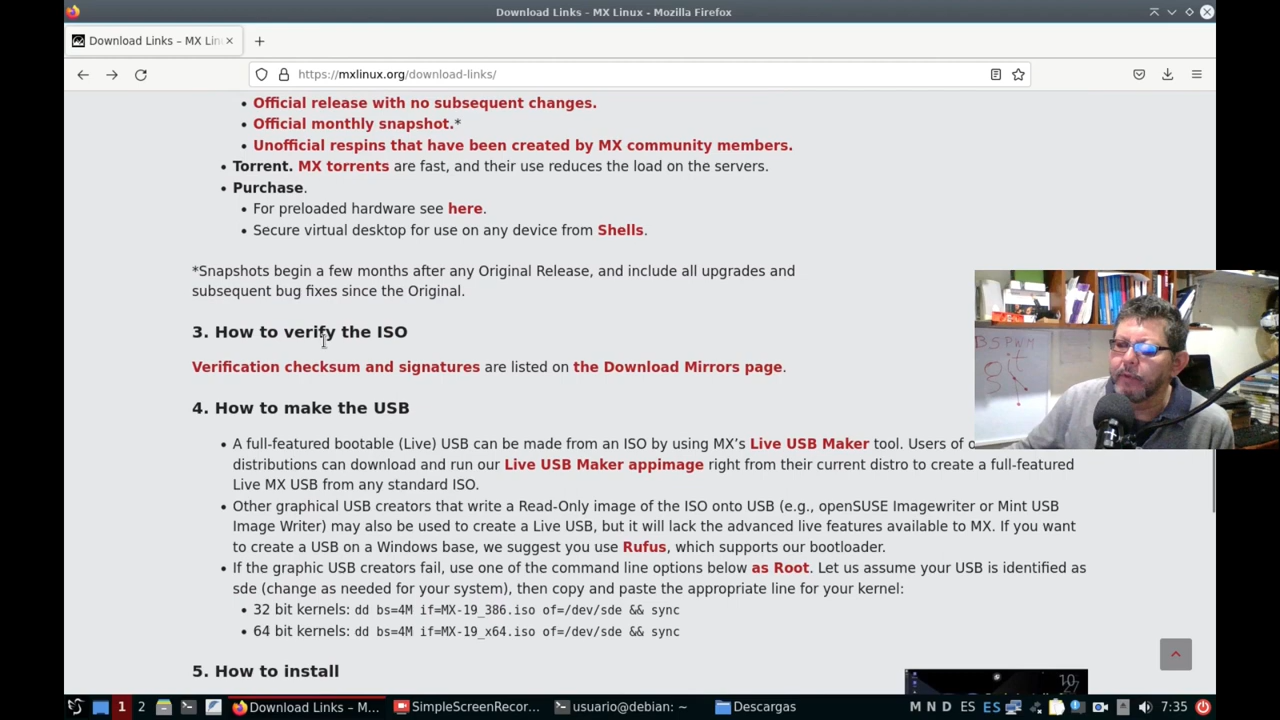 Download Links – MX Linux - Mozilla Firefox
Download Links – MX Lin
https://mxlinux.org/download-links/
• Official release with no subsequent changes.
• Official monthly snapshot.*
• Unofficial respins that have been created by MX community members.
• Torrent. MX torrents are fast, and their use reduces the load on the servers.
• Purchase.
• For preloaded hardware see here.
• Secure virtual desktop for use on any device from Shells.
*Snapshots begin a few months after any Original Release, and include all upgrades and
subsequent bug fixes since the Original.
3. How to verify the ISO
Verification checksum and signatures are listed on the Download Mirrors page.
BSPWM
git
4. How to make the USB
• A full-featured bootable (Live) USB can be made from an ISO by using MX’s Live USB Maker tool. Users of
distributions can download and run our Live USB Maker appimage right from their current distro to create a full-featured
Live MX USB from any standard ISO.
• Other graphical USB creators that write a Read-Only image of the ISO onto USB (e.g., openSUSE Imagewriter or Mint USB
Image Writer) may also be used to create a Live USB, but it will lack the advanced live features available to MX. If you want
to create a USB on a Windows base, we suggest you use Rufus, which supports our bootloader.
• If the graphic USB creators fail, use one of the command line options below as Root. Let us assume your USB is identified as
sde (change as needed for your system), then copy and paste the appropriate line for your kernel:
• 32 bit kernels: dd bs=4M if=MX-19_386.iso of=/dev/sde && sync
• 64 bit kernels: dd bs=4M if=MX-19_x64.iso of=/dev/sde && sync
5. How to install
10
27
1 2 Download Links – M... SimpleScreenRecor... usuario@debian: ~ Descargas M N D ES ES 7:35